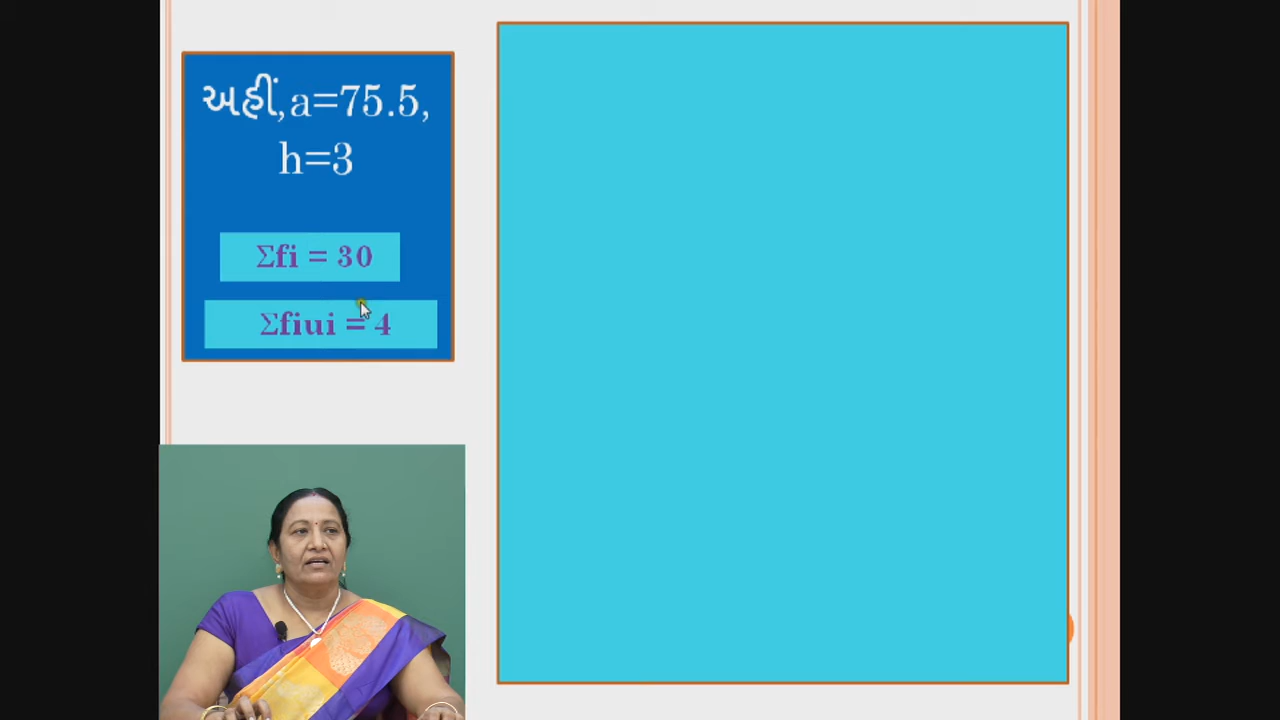 અહીં,a=75.5,
h=3
Σfi = 30
Σfiui = 4